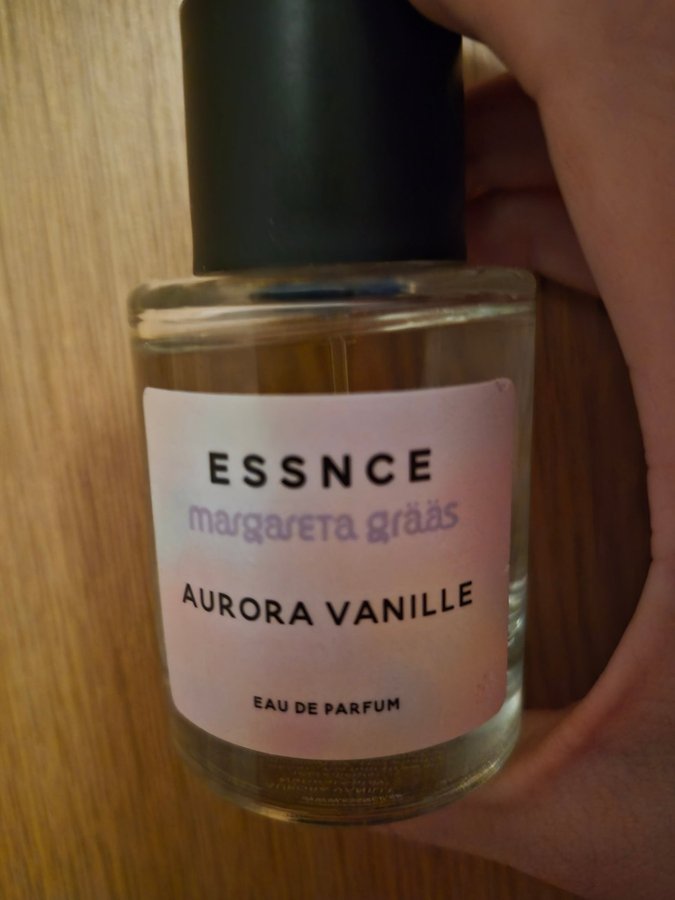 ESSNCE
margareta grääs
AURORA VANILLE
EAU DE PARFUM